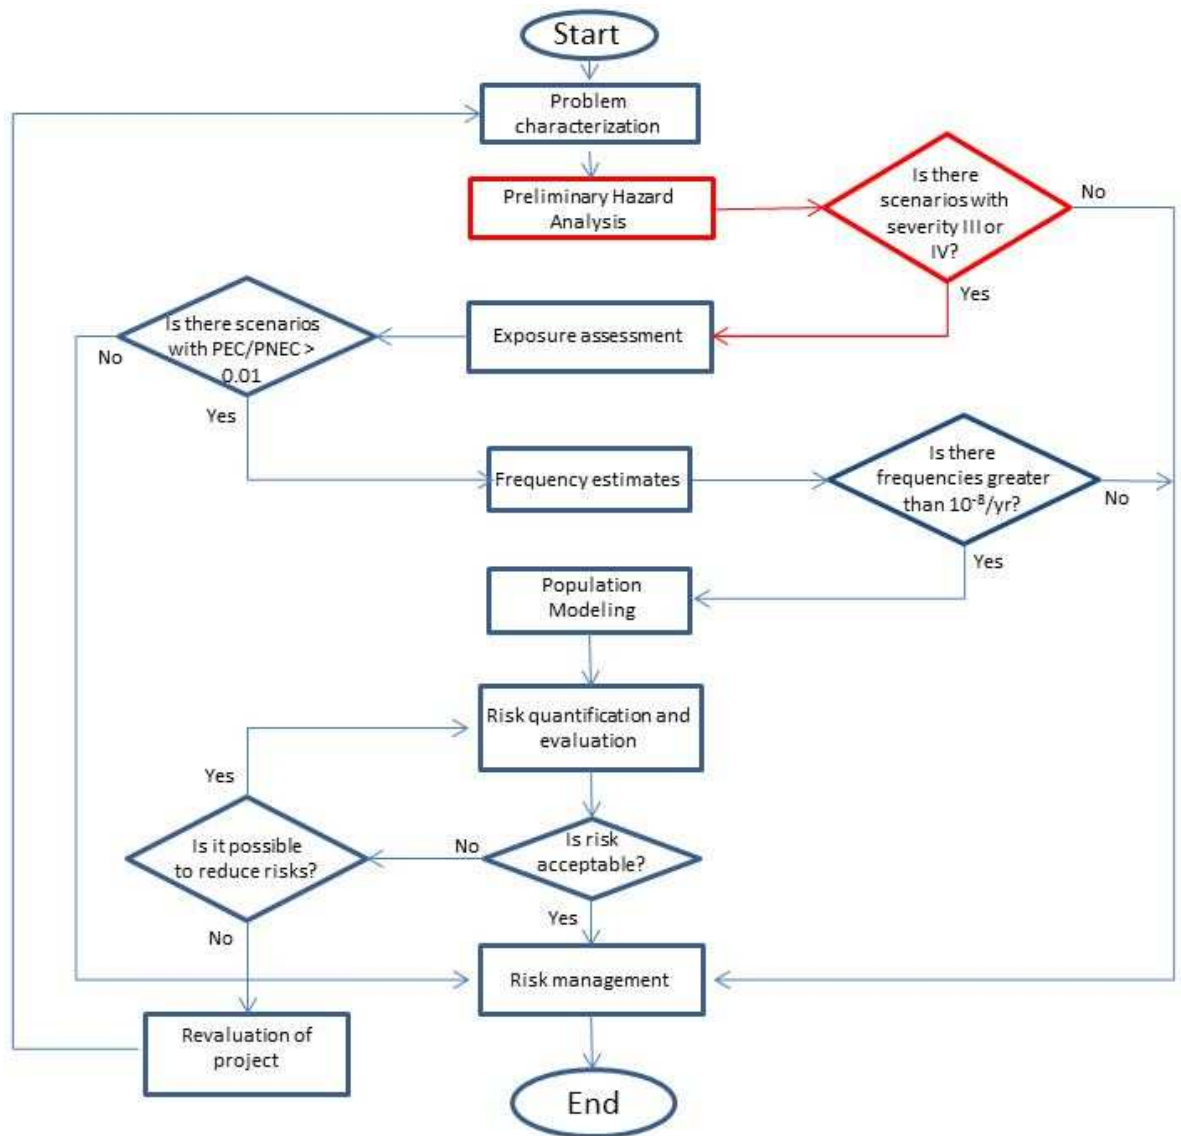 Start
Problem
characterization
Preliminary Hazard
Analysis
Is there
scenarios with
severity III or
IV?
No
Yes
Exposure assessment
Is there scenarios
with PEC/PNEC >
0.01
No
Yes
Frequency estimates
Is there
frequencies greater
than 10⁻⁸/yr?
No
Yes
Population
Modeling
Risk quantification and
evaluation
Yes
Is it possible
to reduce risks?
No
Is risk
acceptable?
Yes
No
Risk management
Revaluation of
project
End